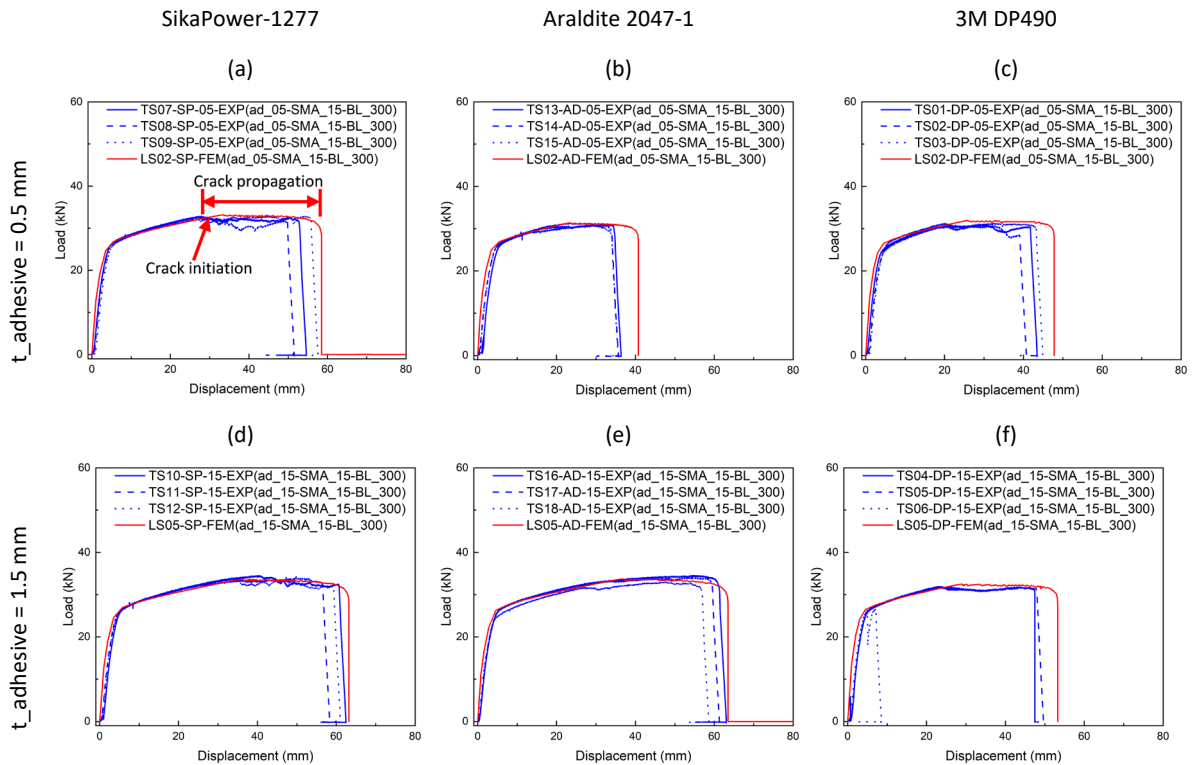 SikaPower-1277
Araldite 2047-1
3M DP490
t_adhesive = 0.5 mm
(a)
TS07-SP-05-EXP(ad_05-SMA_15-BL_300)
TS08-SP-05-EXP(ad_05-SMA_15-BL_300)
TS09-SP-05-EXP(ad_05-SMA_15-BL_300)
LS02-SP-FEM(ad_05-SMA_15-BL_300)
Crack propagation
Crack initiation
Load (kN)
60
40
20
0
0 20 40 60 80
Displacement (mm)
(b)
TS13-AD-05-EXP(ad_05-SMA_15-BL_300)
TS14-AD-05-EXP(ad_05-SMA_15-BL_300)
TS15-AD-05-EXP(ad_05-SMA_15-BL_300)
LS02-AD-FEM(ad_05-SMA_15-BL_300)
Load (kN)
60
40
20
0
0 20 40 60 80
Displacement (mm)
(c)
TS01-DP-05-EXP(ad_05-SMA_15-BL_300)
TS02-DP-05-EXP(ad_05-SMA_15-BL_300)
TS03-DP-05-EXP(ad_05-SMA_15-BL_300)
LS02-DP-FEM(ad_05-SMA_15-BL_300)
Load (kN)
60
40
20
0
0 20 40 60 80
Displacement (mm)
t_adhesive = 1.5 mm
(d)
TS10-SP-15-EXP(ad_15-SMA_15-BL_300)
TS11-SP-15-EXP(ad_15-SMA_15-BL_300)
TS12-SP-15-EXP(ad_15-SMA_15-BL_300)
LS05-SP-FEM(ad_15-SMA_15-BL_300)
Load (kN)
60
40
20
0
0 20 40 60 80
Displacement (mm)
(e)
TS16-AD-15-EXP(ad_15-SMA_15-BL_300)
TS17-AD-15-EXP(ad_15-SMA_15-BL_300)
TS18-AD-15-EXP(ad_15-SMA_15-BL_300)
LS05-AD-FEM(ad_15-SMA_15-BL_300)
Load (kN)
60
40
20
0
0 20 40 60 80
Displacement (mm)
(f)
TS04-DP-15-EXP(ad_15-SMA_15-BL_300)
TS05-DP-15-EXP(ad_15-SMA_15-BL_300)
TS06-DP-15-EXP(ad_15-SMA_15-BL_300)
LS05-DP-FEM(ad_15-SMA_15-BL_300)
Load (kN)
60
40
20
0
0 20 40 60 80
Displacement (mm)